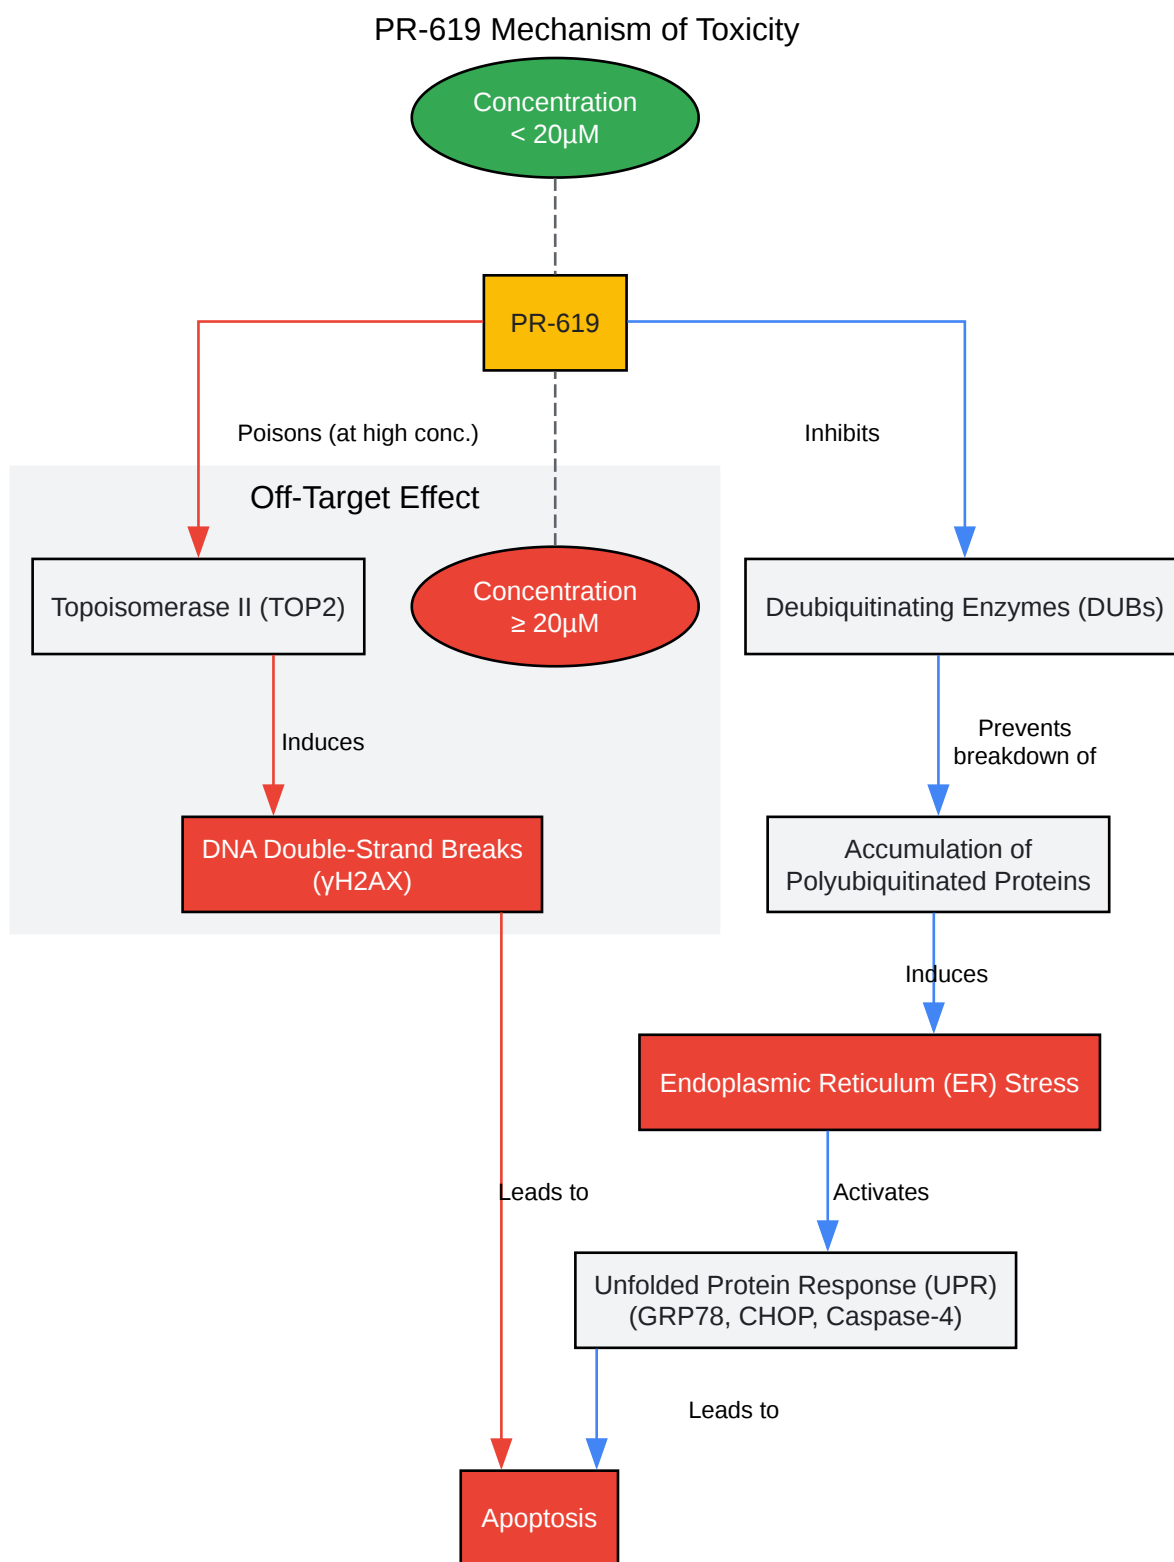 PR-619 Mechanism of Toxicity
Concentration
< 20µM
PR-619
Poisons (at high conc.)
Inhibits
Off-Target Effect
Topoisomerase II (TOP2)
Concentration
≥ 20µM
Deubiquitinating Enzymes (DUBs)
Induces
Prevents
breakdown of
DNA Double-Strand Breaks
(γH2AX)
Accumulation of
Polyubiquitinated Proteins
Induces
Endoplasmic Reticulum (ER) Stress
Leads to
Activates
Unfolded Protein Response (UPR)
(GRP78, CHOP, Caspase-4)
Leads to
Apoptosis